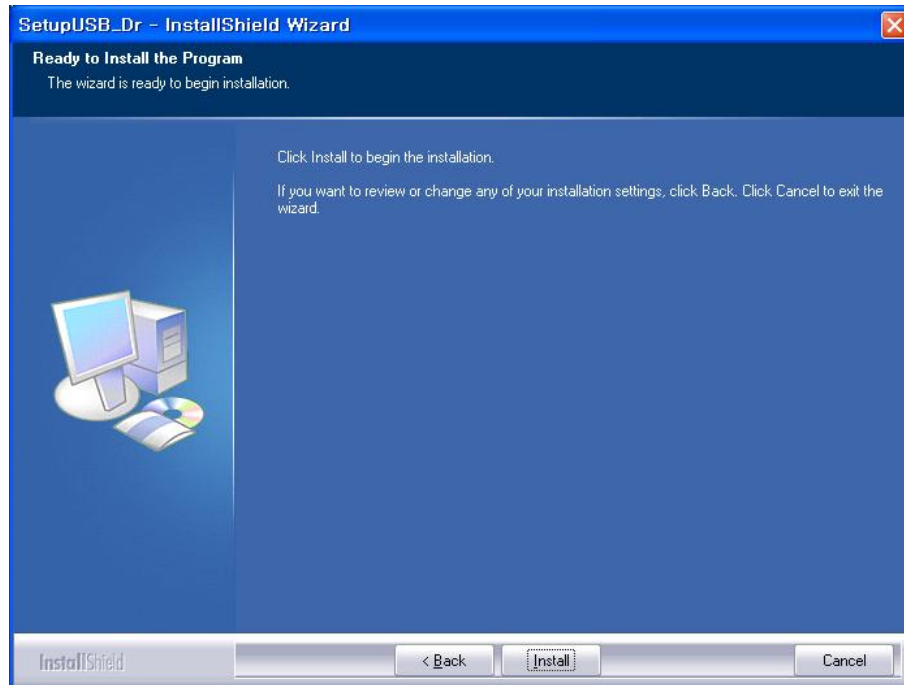 SetupUSB_Dr - InstallShield Wizard
Ready to Install the Program
The wizard is ready to begin installation.
Click Install to begin the installation.
If you want to review or change any of your installation settings, click Back. Click Cancel to exit the
wizard.
InstallShield
< Back
Install
Cancel